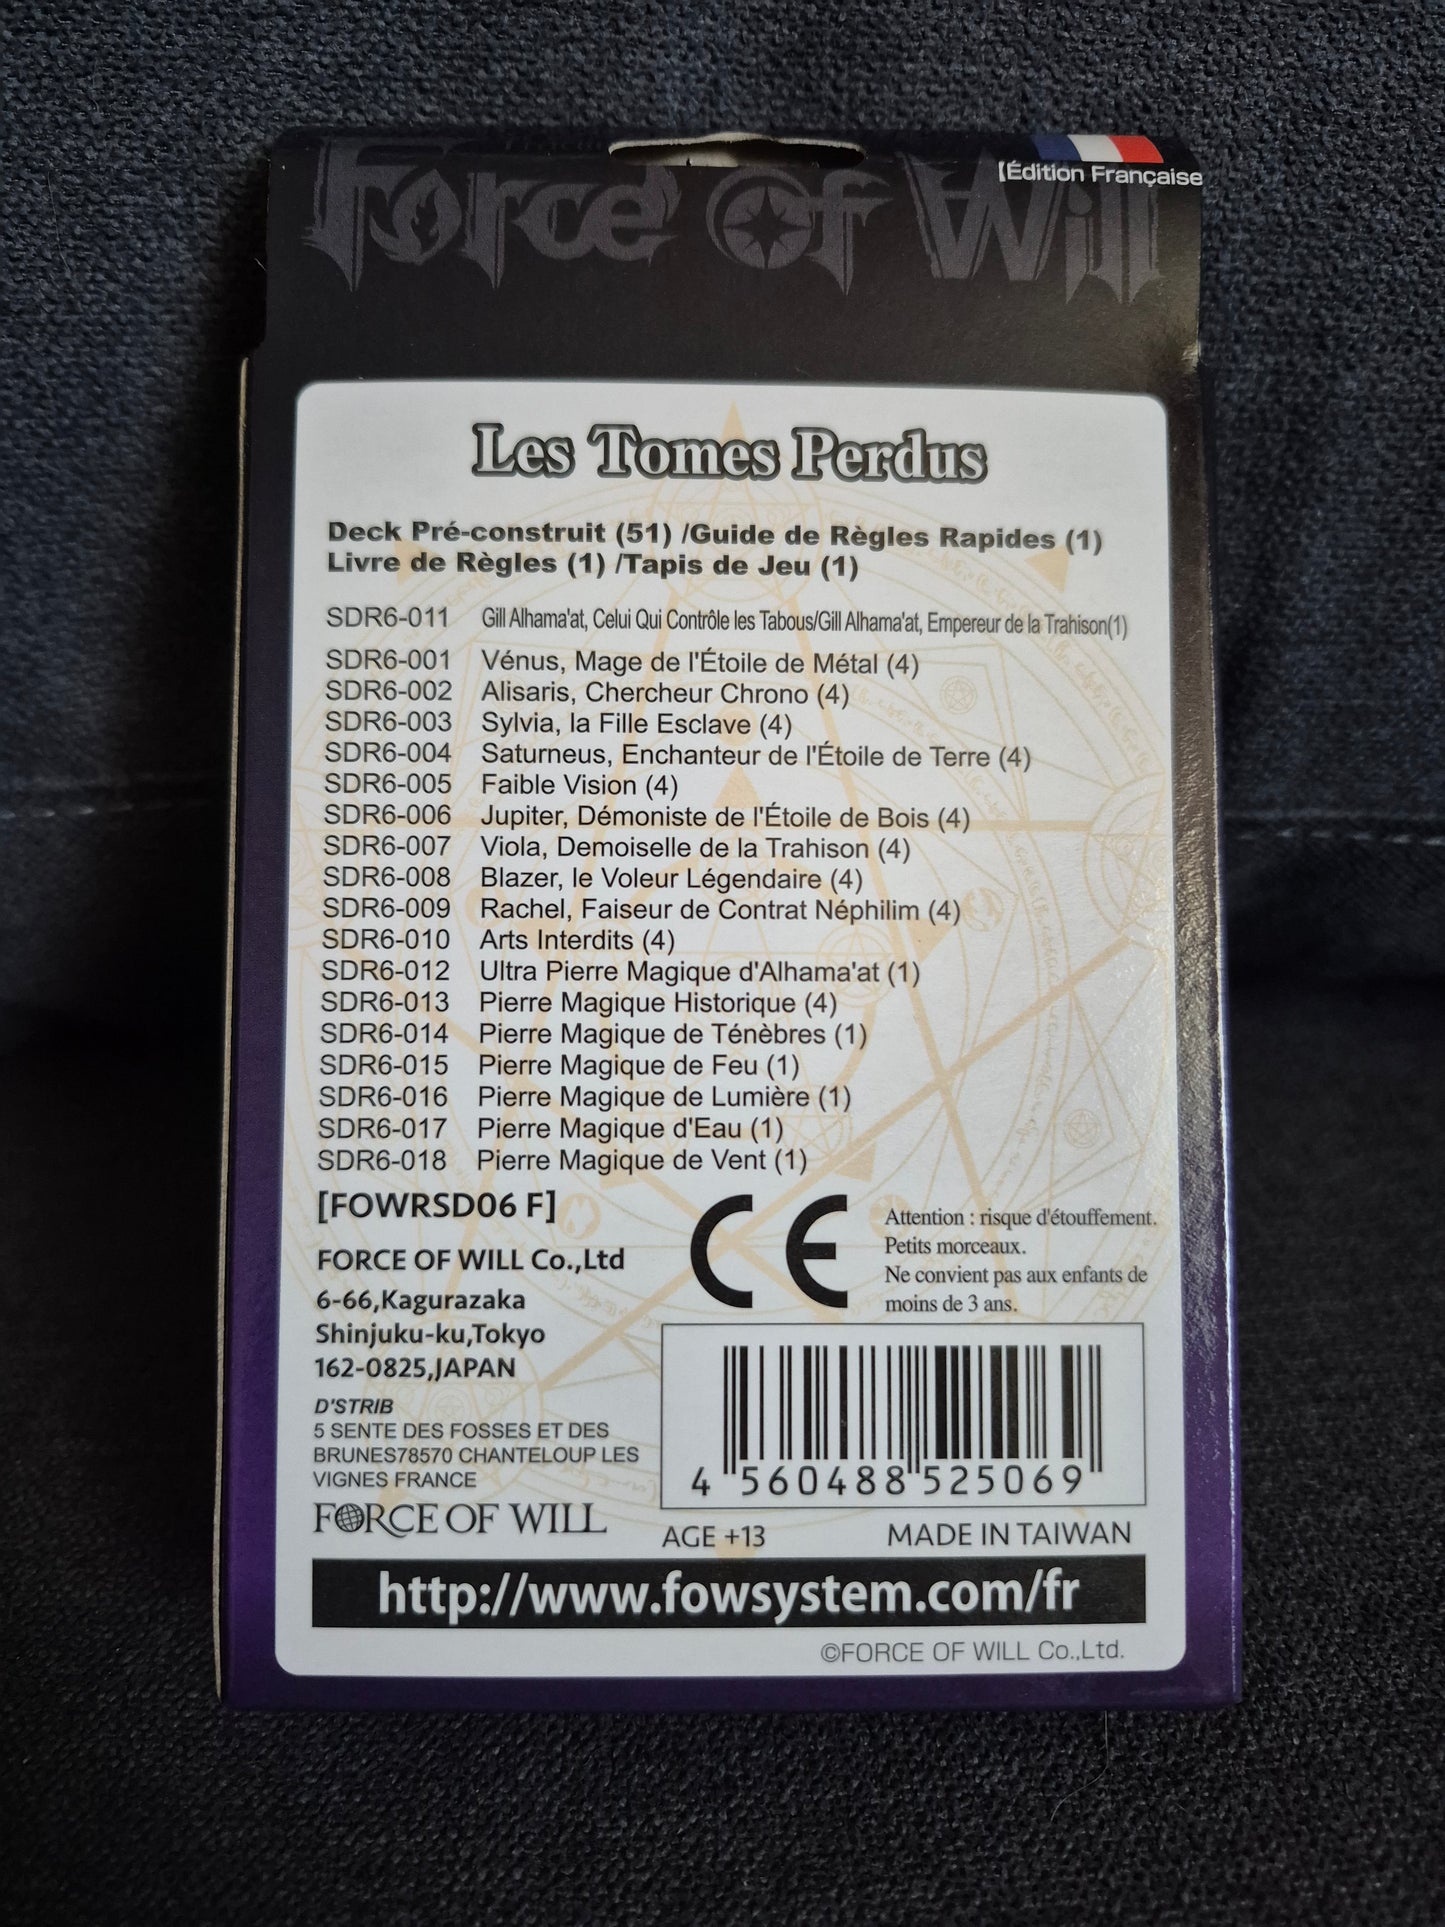 Force of Will
[Édition Française
Les Tomes Perdus
Deck Pré-construit (51) /Guide de Règles Rapides (1)
Livre de Règles (1) /Tapis de Jeu (1)
SDR6-011 Gill Alhama'at, Celui Qui Contrôle les Tabous/Gill Alhama'at, Empereur de la Trahison(1)
SDR6-001 Vénus, Mage de l'Étoile de Métal (4)
SDR6-002 Alisaris, Chercheur Chrono (4)
SDR6-003 Sylvia, la Fille Esclave (4)
SDR6-004 Saturneus, Enchanteur de l'Étoile de Terre (4)
SDR6-005 Faible Vision (4)
SDR6-006 Jupiter, Démoniste de l'Étoile de Bois (4)
SDR6-007 Viola, Demoiselle de la Trahison (4)
SDR6-008 Blazer, le Voleur Légendaire (4)
SDR6-009 Rachel, Faiseur de Contrat Néphilim (4)
SDR6-010 Arts Interdits (4)
SDR6-012 Ultra Pierre Magique d'Alhama'at (1)
SDR6-013 Pierre Magique Historique (4)
SDR6-014 Pierre Magique de Ténèbres (1)
SDR6-015 Pierre Magique de Feu (1)
SDR6-016 Pierre Magique de Lumière (1)
SDR6-017 Pierre Magique d'Eau (1)
SDR6-018 Pierre Magique de Vent (1)
[FOWRSD06 F]
FORCE OF WILL Co.,Ltd
6-66,Kagurazaka
Shinjuku-ku,Tokyo
162-0825,JAPAN
D'STRIB
5 SENTE DES FOSSES ET DES
BRUNES78570 CHANTELOUP LES
VIGNES FRANCE
FORCE OF WILL
CE
Attention : risque d'étouffement.
Petits morceaux.
Ne convient pas aux enfants de
moins de 3 ans.
4 560488 525069
AGE +13 MADE IN TAIWAN
http://www.fowsystem.com/fr
©FORCE OF WILL Co.,Ltd.